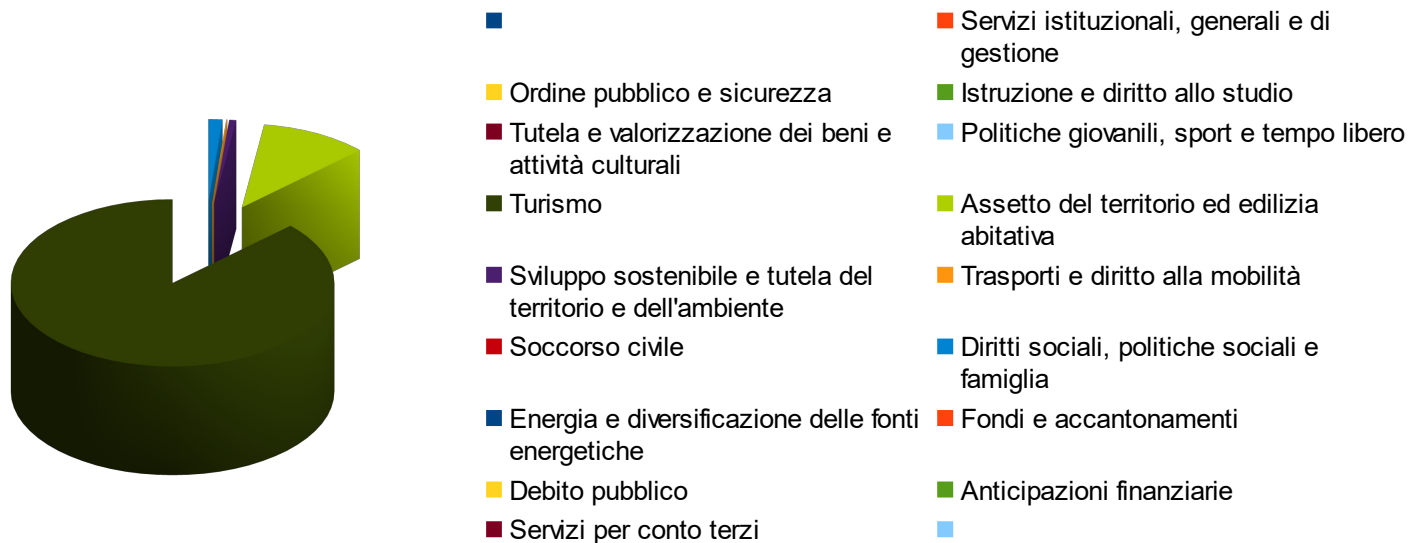 Servizi istituzionali, generali e di
gestione
Ordine pubblico e sicurezza
Istruzione e diritto allo studio
Tutela e valorizzazione dei beni e
attività culturali
Politiche giovanili, sport e tempo libero
Turismo
Assetto del territorio ed edilizia
abitativa
Sviluppo sostenibile e tutela del
territorio e dell'ambiente
Trasporti e diritto alla mobilità
Soccorso civile
Diritti sociali, politiche sociali e
famiglia
Energia e diversificazione delle fonti
energetiche
Fondi e accantonamenti
Debito pubblico
Anticipazioni finanziarie
Servizi per conto terzi